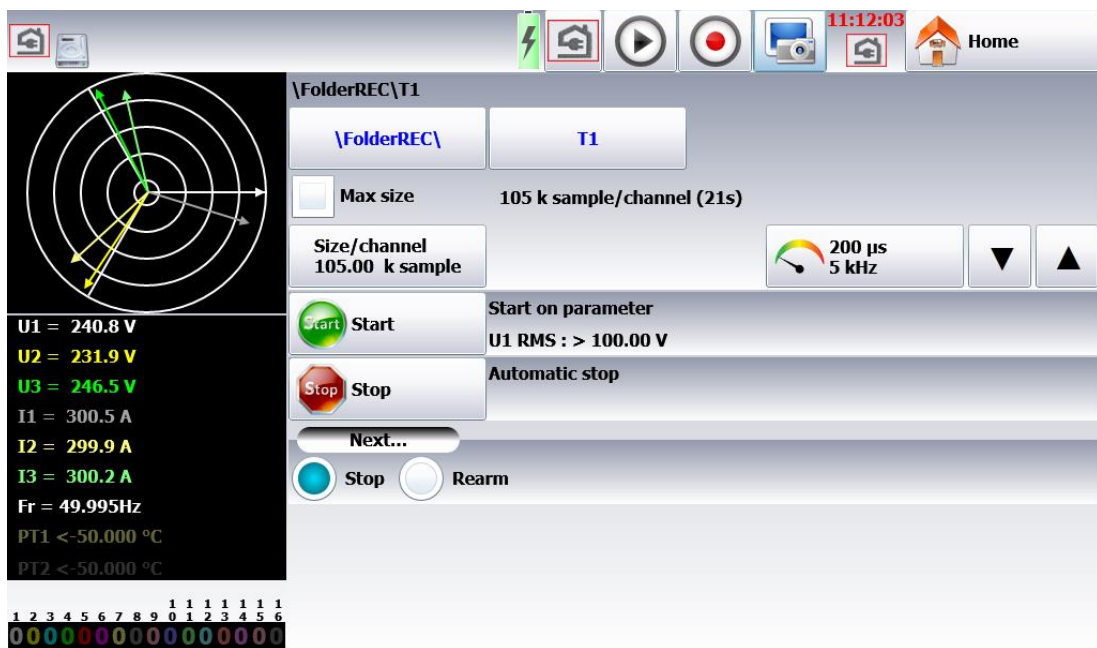 11:12:03
Home
\FolderREC\T1
\FolderREC\
T1
Max size
105 k sample/channel (21s)
Size/channel
105.00 k sample
200 µs
5 kHz
▼
▲
Start
Start
Start on parameter
U1 RMS : > 100.00 V
Stop
Stop
Automatic stop
Next...
Stop
Rearm
U1 = 240.8 V
U2 = 231.9 V
U3 = 246.5 V
I1 = 300.5 A
I2 = 299.9 A
I3 = 300.2 A
Fr = 49.995Hz
PT1 <-50.000 °C
PT2 <-50.000 °C
1 2 3 4 5 6 7 8 9 10 11 12 13 14 15 16
0 0 0 0 0 0 0 0 0 0 0 0 0 0 0 0